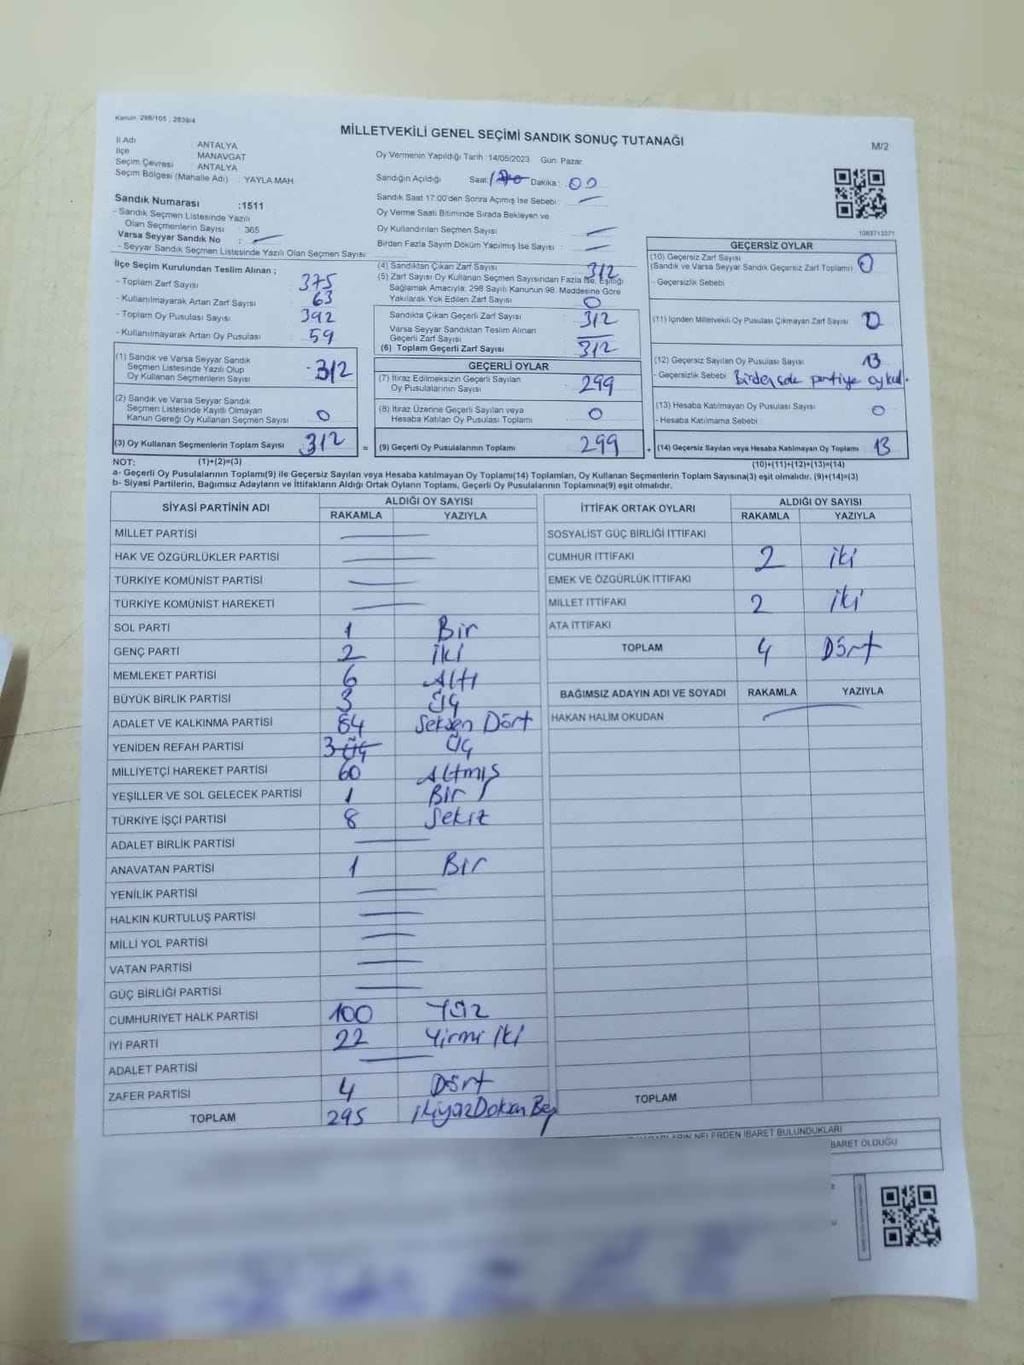 Kanun: 298/105 ; 2839/4
MİLLETVEKİLİ GENEL SEÇİMİ SANDIK SONUÇ TUTANAĞI
M/2
İl Adı ANTALYA
İlçe MANAVGAT
Seçim Çevresi ANTALYA
Seçim Bölgesi (Mahalle Adı) : YAYLA MAH
Oy Vermenin Yapıldığı Tarih :14/05/2023 Gün: Pazar
Sandığın Açıldığı Saat: Dakika: 00
Sandık Saat 17:00'den Sonra Açılmış İse Sebebi :
Oy Verme Saati Bitiminde Sırada Bekleyen ve
Oy Kullandırılan Seçmen Sayısı :
Birden Fazla Sayım Döküm Yapılmış İse Sayısı :
Sandık Numarası :1511
- Sandık Seçmen Listesinde Yazılı
Olan Seçmenlerin Sayısı : 365
Varsa Seyyar Sandık No :
- Seyyar Sandık Seçmen Listesinde Yazılı Olan Seçmen Sayısı
İlçe Seçim Kurulundan Teslim Alınan ;
- Toplam Zarf Sayısı : 375
- Kullanılmayarak Artan Zarf Sayısı : 63
- Toplam Oy Pusulası Sayısı : 392
- Kullanılmayarak Artan Oy Pusulası : 59
(1) Sandık ve Varsa Seyyar Sandık
Seçmen Listesinde Yazılı Olup
Oy Kullanan Seçmenlerin Sayısı : 312
(2) Sandık ve Varsa Seyyar Sandık
Seçmen Listesinde Kayıtlı Olmayan
Kanun Gereği Oy Kullanan Seçmen Sayısı : 0
(3) Oy Kullanan Seçmenlerin Toplam Sayısı : 312
(1)+(2)=(3)
(4) Sandıktan Çıkan Zarf Sayısı : 312
(5) Zarf Sayısı Oy Kullanan Seçmen Sayısından Fazla İse, Eşitliği
Sağlamak Amacıyla; 298 Sayılı Kanunun 98. Maddesine Göre
Yakılarak Yok Edilen Zarf Sayısı : 0
Sandıkta Çıkan Geçerli Zarf Sayısı : 312
Varsa Seyyar Sandıktan Teslim Alınan
Geçerli Zarf Sayısı :
(6) Toplam Geçerli Zarf Sayısı : 312
GEÇERLİ OYLAR
(7) İtiraz Edilmeksizin Geçerli Sayılan
Oy Pusulalarının Sayısı : 299
(8) İtiraz Üzerine Geçerli Sayılan veya
Hesaba Katılan Oy Pusulası Toplamı : 0
= (9) Geçerli Oy Pusulalarının Toplamı : 299
1083713371
GEÇERSİZ OYLAR
(10) Geçersiz Zarf Sayısı
(Sandık ve Varsa Seyyar Sandık Geçersiz Zarf Toplamı) : 0
- Geçersizlik Sebebi :
(11) İçinden Milletvekili Oy Pusulası Çıkmayan Zarf Sayısı : 0
(12) Geçersiz Sayılan Oy Pusulası Sayısı : 13
- Geçersizlik Sebebi : Birden çok partiye oy kul.
(13) Hesaba Katılmayan Oy Pusulası Sayısı : 0
- Hesaba Katılmama Sebebi :
+ (14) Geçersiz Sayılan veya Hesaba Katılmayan Oy Toplamı : 13
(10)+(11)+(12)+(13)=(14)
NOT:
a- Geçerli Oy Pusulalarının Toplamı(9) ile Geçersiz Sayılan veya Hesaba katılmayan Oy Toplamı(14) Toplamları, Oy Kullanan Seçmenlerin Toplam Sayısına(3) eşit olmalıdır. (9)+(14)=(3)
b- Siyasi Partilerin, Bağımsız Adayların ve İttifakların Aldığı Ortak Oyların Toplamı, Geçerli Oy Pusulalarının Toplamına(9) eşit olmalıdır.
SİYASİ PARTİNİN ADI ALDIĞI OY SAYISI
RAKAMLA YAZIYLA
MİLLET PARTİSİ
HAK VE ÖZGÜRLÜKLER PARTİSİ
TÜRKİYE KOMÜNİST PARTİSİ
TÜRKİYE KOMÜNİST HAREKETİ
SOL PARTİ 1 Bir
GENÇ PARTİ 2 İki
MEMLEKET PARTİSİ 6 Altı
BÜYÜK BİRLİK PARTİSİ 3 Üç
ADALET VE KALKINMA PARTİSİ 84 Seksen Dört
YENİDEN REFAH PARTİSİ 3 Üç Üç
MİLLİYETÇİ HAREKET PARTİSİ 60 Altmış
YEŞİLLER VE SOL GELECEK PARTİSİ 1 Bir
TÜRKİYE İŞÇİ PARTİSİ 8 Sekiz
ADALET BİRLİK PARTİSİ
ANAVATAN PARTİSİ 1 Bir
YENİLİK PARTİSİ
HALKIN KURTULUŞ PARTİSİ
MİLLİ YOL PARTİSİ
VATAN PARTİSİ
GÜÇ BİRLİĞİ PARTİSİ
CUMHURİYET HALK PARTİSİ 100 Yüz
İYİ PARTİ 22 Yirmi İki
ADALET PARTİSİ
ZAFER PARTİSİ 4 Dört
TOPLAM 295 İkiyüzDoksan Beş
İTTİFAK ORTAK OYLARI ALDIĞI OY SAYISI
RAKAMLA YAZIYLA
SOSYALİST GÜÇ BİRLİĞİ İTTİFAKI
CUMHUR İTTİFAKI 2 iki
EMEK VE ÖZGÜRLÜK İTTİFAKI
MİLLET İTTİFAKI 2 iki
ATA İTTİFAKI
TOPLAM 4 Dört
BAĞIMSIZ ADAYIN ADI VE SOYADI RAKAMLA YAZIYLA
HAKAN HALİM OKUDAN
TOPLAM
NELERDEN İBARET BULUNDUKLARI
İBARET OLDUĞU